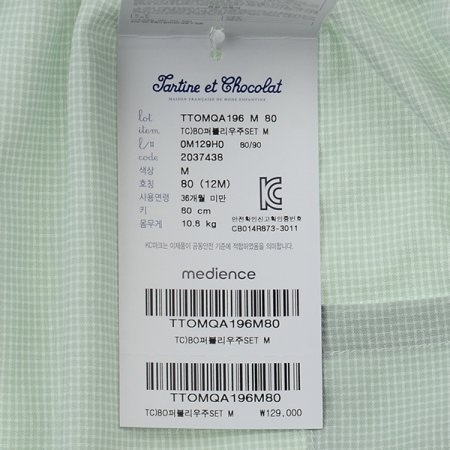 Tartine et Chocolat
MAISON FRANÇAISE DE MODE ENFANTINE
lot TTOMQA196 M 80
item TC)BO퍼블리우주SET M
l/# 0M129H0 80/90
code 2037438
색상 M
호칭 80 (12M)
사용연령 36개월 미만
키 80 cm
몸무게 10.8 kg
안전확인신고확인증번호
CB014R873-3011
KC마크는 이제품이 공통안전 기준에 적합하였음을 의미합니다.
medience
TTOMQA196M80
TC)BO퍼블리우주SET M
TTOMQA196M80
TC)BO퍼블리우주SET M ₩129,000